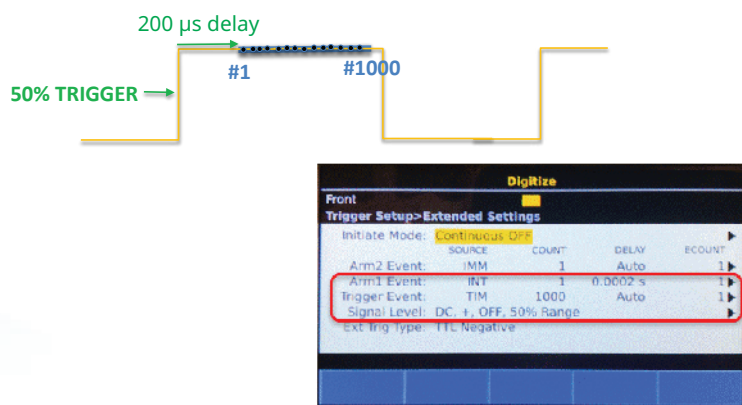 200 µs delay
#1
#1000
50% TRIGGER
Digitize
Front
Trigger Setup>Extended Settings
Initiate Mode: Continuous OFF
SOURCE COUNT DELAY ECOUNT
Arm2 Event: IMM 1 Auto 1
Arm1 Event: INT 1 0.0002 s 1
Trigger Event: TIM 1000 Auto 1
Signal Level: DC, +, OFF, 50% Range
Ext Trig Type: TTL Negative